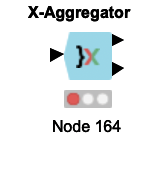 X-Aggregator
}X
Node 164